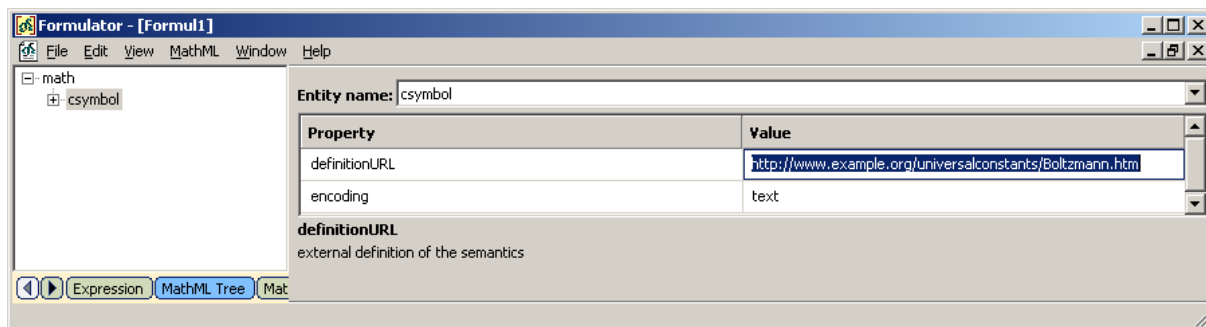 Formulator - [Formul1]
File Edit View MathML Window Help
math
csymbol
Entity name: csymbol
Property Value
definitionURL http://www.example.org/universalconstants/Boltzmann.htm
encoding text
definitionURL
external definition of the semantics
Expression MathML Tree Mat